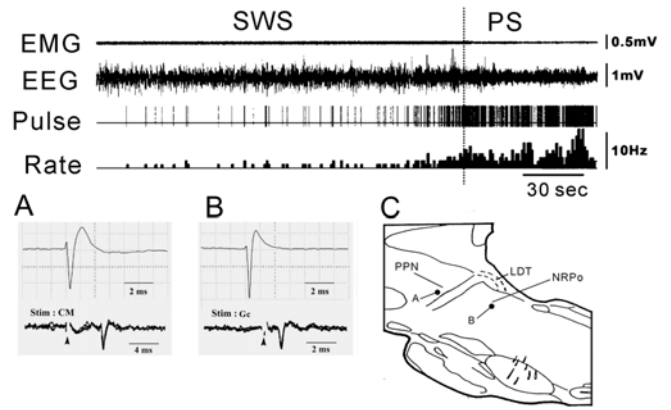 SWS PS
EMG 0.5mV
EEG 1mV
Pulse
Rate 10Hz
30 sec
A B C
2 ms 2 ms
Stim : CM Stim : Gc
4 ms 2 ms
PPN LDT
NRPo
A
B